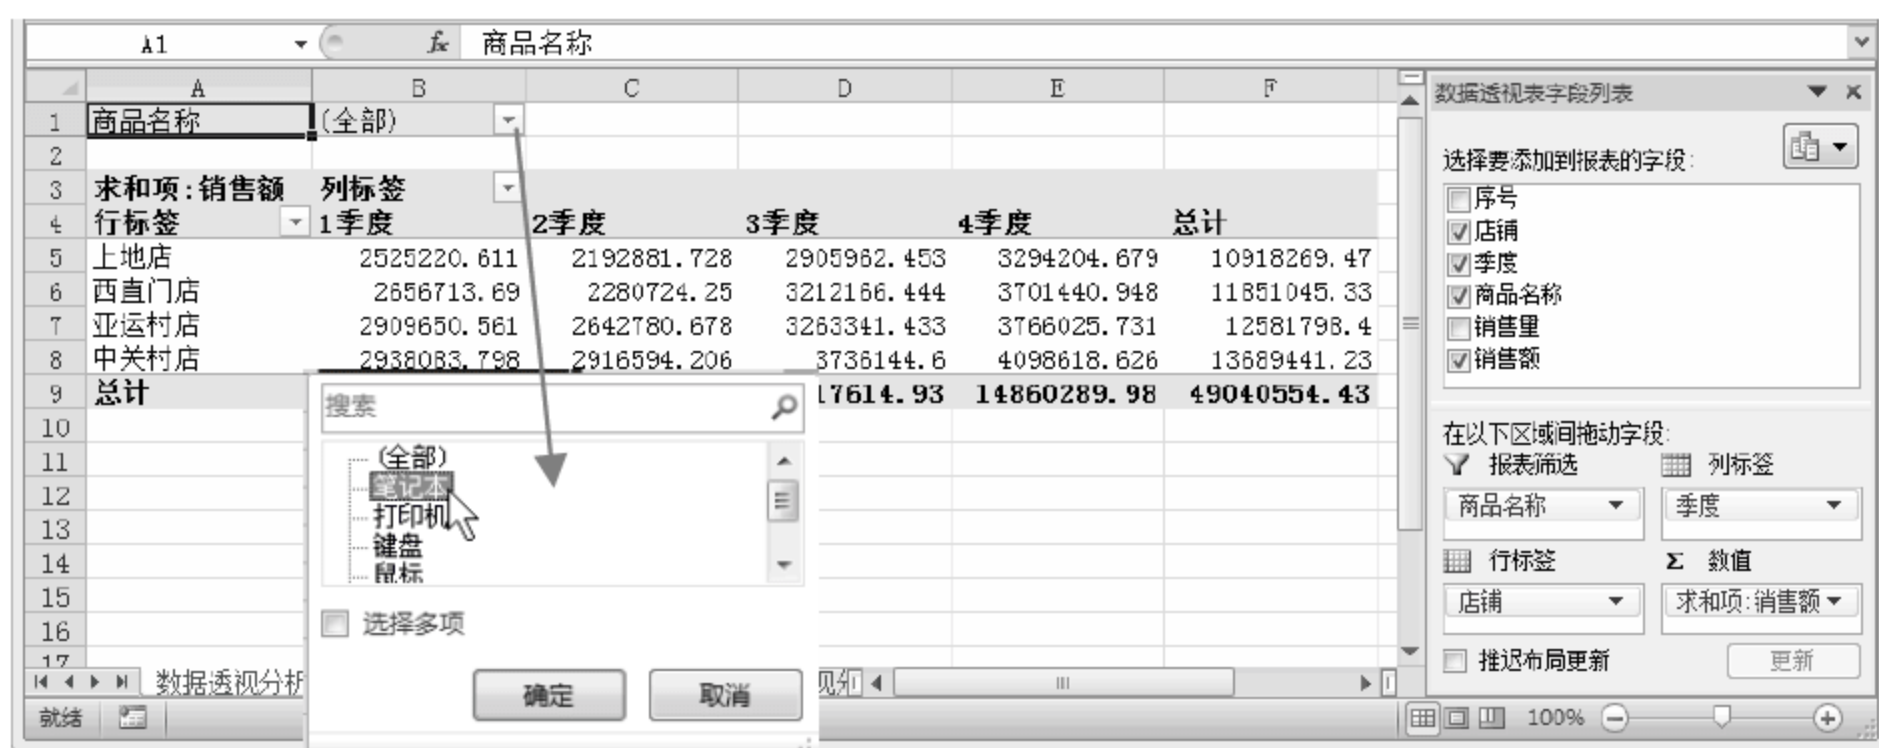 A1 fx 商品名称
A B C D E F
1 商品名称 (全部)
2
3 求和项:销售额 列标签
4 行标签 1季度 2季度 3季度 4季度 总计
5 上地店 2525220.611 2192881.728 2905962.453 3294204.679 10918269.47
6 西直门店 2656713.69 2280724.25 3212166.444 3701440.948 11851045.33
7 亚运村店 2909650.561 2642780.678 3263341.433 3766025.731 12581798.4
8 中关村店 2938083.798 2916594.206 3736144.6 4098618.626 13689441.23
9 总计 17614.93 14860289.98 49040554.43
10
11
12
13
14
15
16
17
搜索
(全部)
笔记本
打印机
键盘
鼠标
选择多项
确定 取消
数据透视分析
就绪
100%
数据透视表字段列表
选择要添加到报表的字段:
序号
店铺
季度
商品名称
销售量
销售额
在以下区域间拖动字段:
报表筛选 列标签
商品名称 季度
行标签 Σ 数值
店铺 求和项:销售额
推迟布局更新 更新